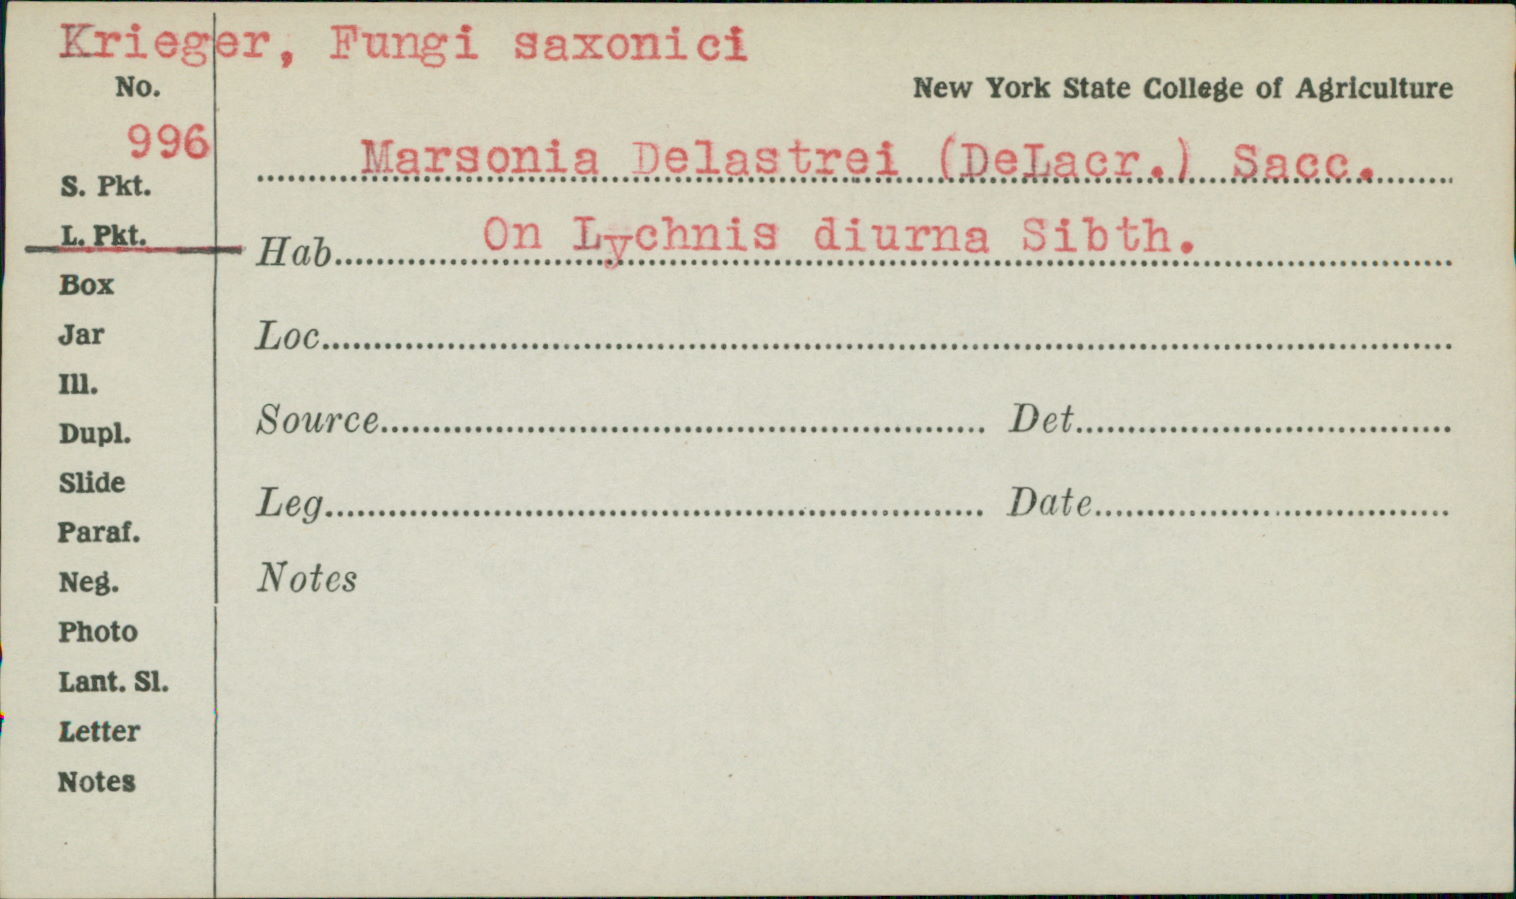 Krieger, Fungi saxonici
No.
New York State College of Agriculture
996
Marsonia Delastrei (DeLacr.) Sacc.
S. Pkt.
L. Pkt.
Hab. On Lychnis diurna Sibth.
Box
Loc.
Jar
Ill.
Source Det.
Dupl.
Slide
Leg. Date
Paraf.
Neg.
Notes
Photo
Lant. Sl.
Letter
Notes